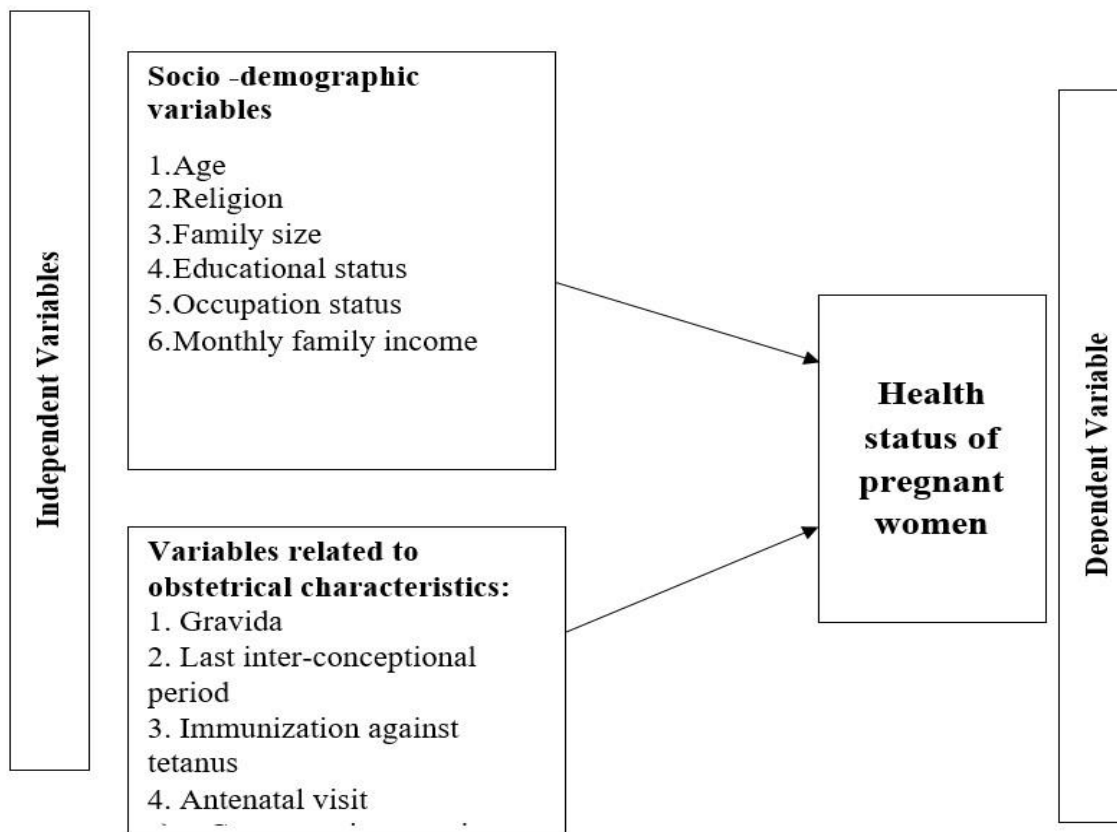 Independent Variables
Socio -demographic
variables
1.Age
2.Religion
3.Family size
4.Educational status
5.Occupation status
6.Monthly family income
Variables related to
obstetrical characteristics:
1. Gravida
2. Last inter-conceptional
period
3. Immunization against
tetanus
4. Antenatal visit
Health
status of
pregnant
women
Dependent Variable